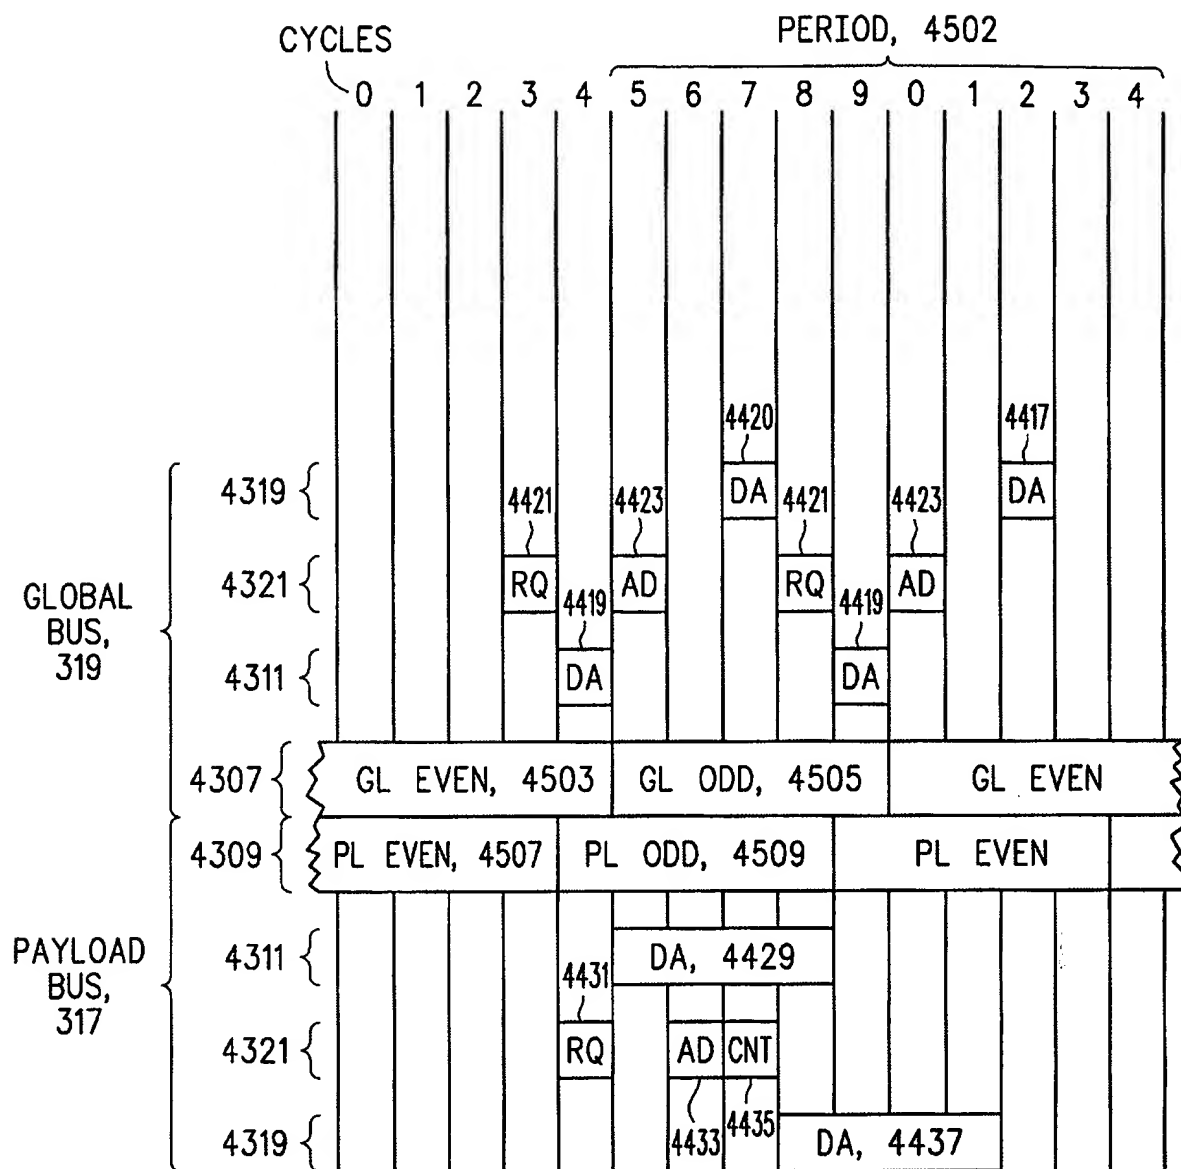 CYCLES
PERIOD, 4502
0 1 2 3 4 5 6 7 8 9 0 1 2 3 4
4420 4417
4319 4421 4423 DA 4421 4423 DA
4321 RQ 4419 AD RQ 4419 AD
GLOBAL
BUS,
319
4311 DA DA
4307 GL EVEN, 4503 GL ODD, 4505 GL EVEN
4309 PL EVEN, 4507 PL ODD, 4509 PL EVEN
PAYLOAD
BUS,
317
4311 4431 DA, 4429
4321 RQ AD CNT
4433 4435
4319 DA, 4437